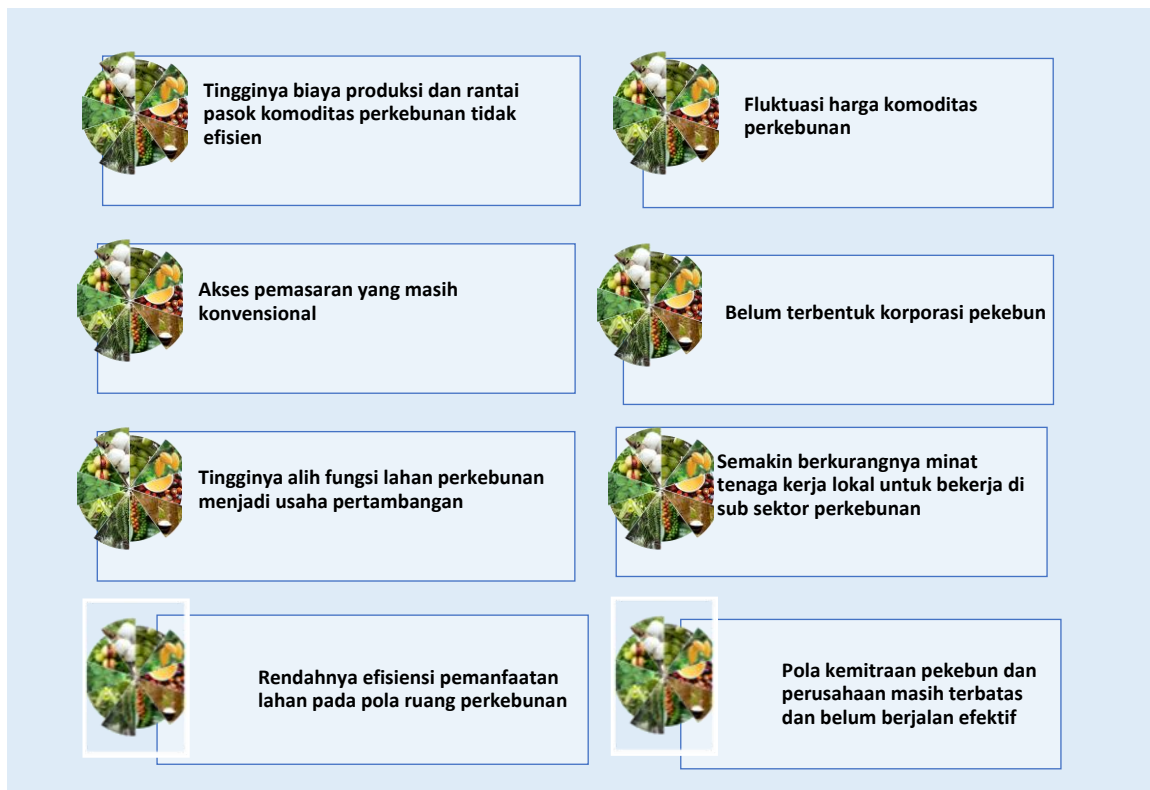 Tingginya biaya produksi dan rantai
pasok komoditas perkebunan tidak
efisien
Fluktuasi harga komoditas
perkebunan
Akses pemasaran yang masih
konvensional
Belum terbentuk korporasi pekebun
Tingginya alih fungsi lahan perkebunan
menjadi usaha pertambangan
Semakin berkurangnya minat
tenaga kerja lokal untuk bekerja di
sub sektor perkebunan
Rendahnya efisiensi pemanfaatan
lahan pada pola ruang perkebunan
Pola kemitraan pekebun dan
perusahaan masih terbatas
dan belum berjalan efektif